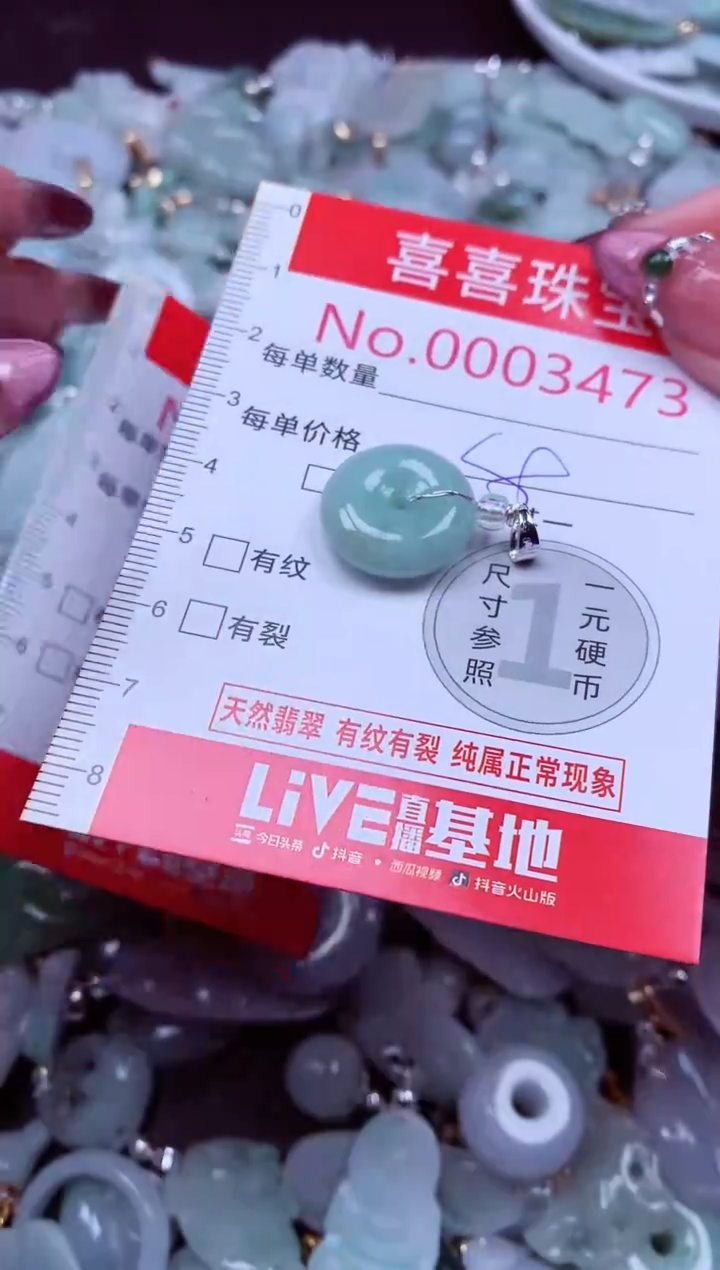 0
1
2
3
4
5
6
7
8
喜喜珠宝
No.0003473
每单数量
每单价格
有纹
有裂
尺寸参照
1
一元硬币
天然翡翠 有纹有裂 纯属正常现象
LiVE直播基地
今日头条 抖音 西瓜视频 抖音火山版